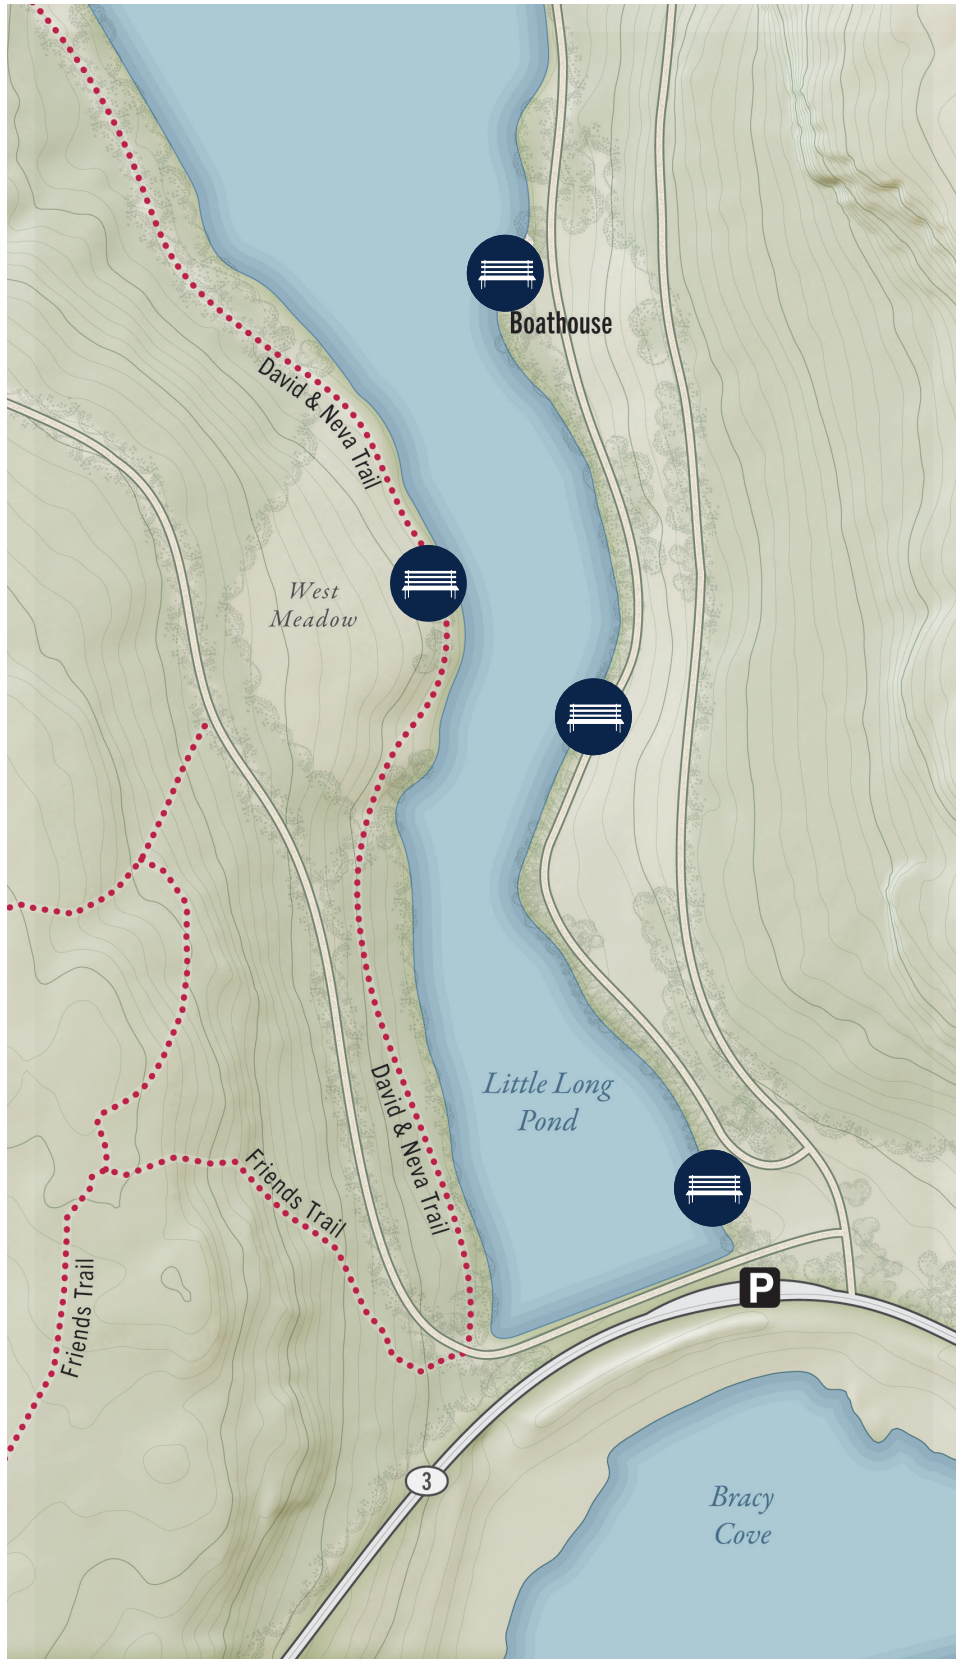 Boathouse
David & Neva Trail
West
Meadow
Little Long
Pond
David & Neva Trail
Friends Trail
Friends Trail
P
3
Bracy
Cove